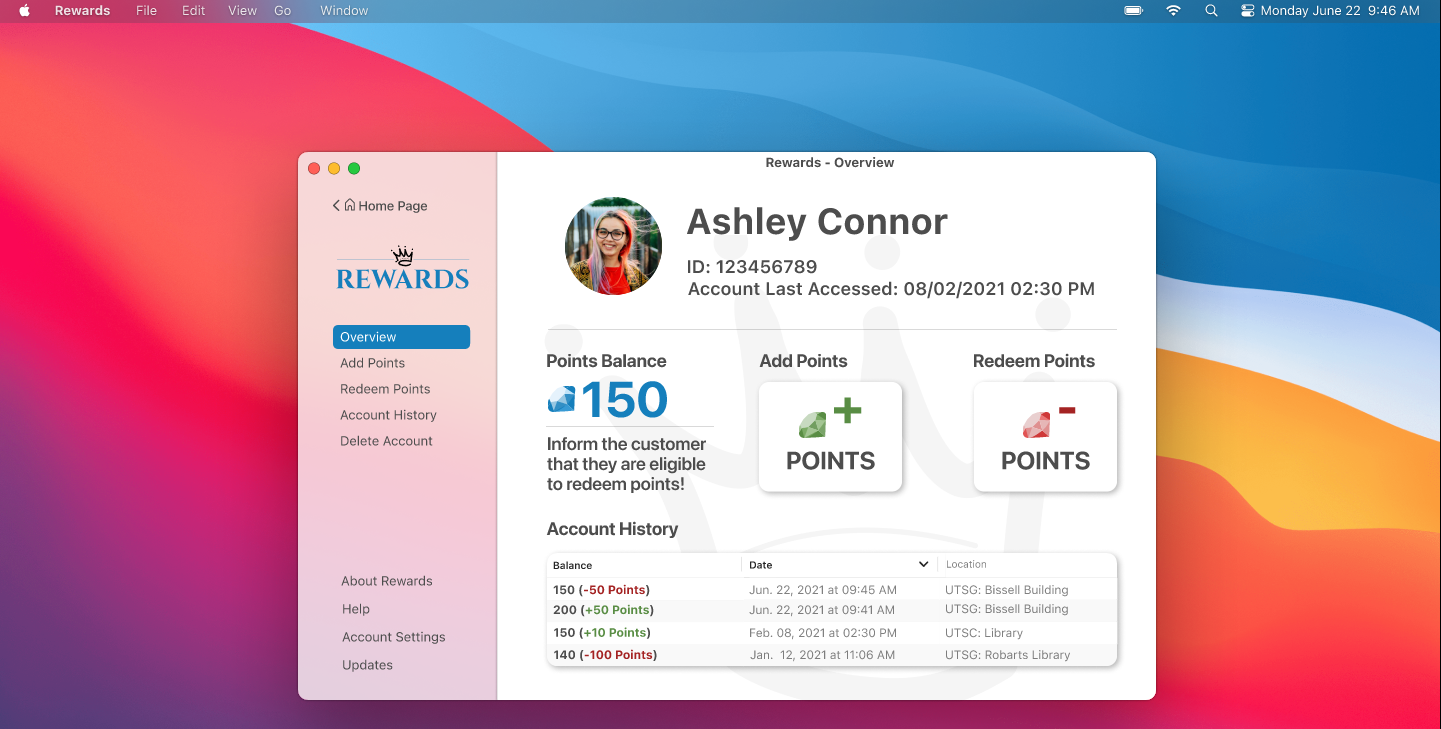 Rewards File Edit View Go Window Monday June 22 9:46 AM
Rewards - Overview
Home Page
REWARDS
Overview
Add Points
Redeem Points
Account History
Delete Account
About Rewards
Help
Account Settings
Updates
Ashley Connor
ID: 123456789
Account Last Accessed: 08/02/2021 02:30 PM
Points Balance
150
Inform the customer
that they are eligible
to redeem points!
Add Points
+
POINTS
Redeem Points
-
POINTS
Account History
Balance Date Location
150 (-50 Points) Jun. 22, 2021 at 09:45 AM UTSG: Bissell Building
200 (+50 Points) Jun. 22, 2021 at 09:41 AM UTSG: Bissell Building
150 (+10 Points) Feb. 08, 2021 at 02:30 PM UTSC: Library
140 (-100 Points) Jan. 12, 2021 at 11:06 AM UTSG: Robarts Library